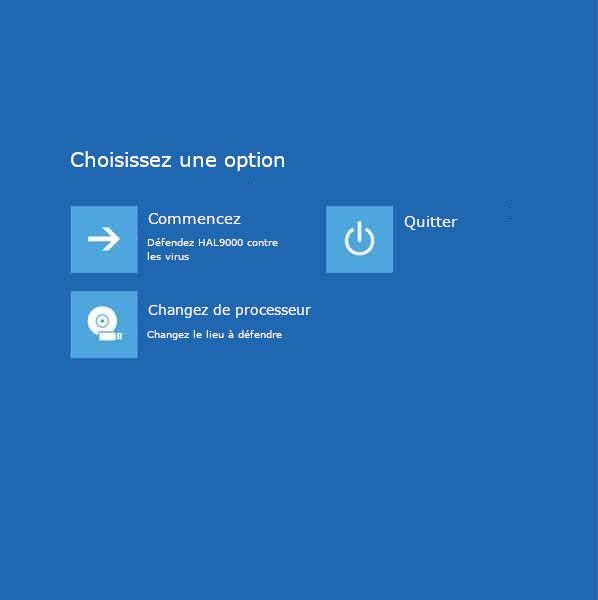 Choisissez une option
Commencez
Défendez HAL9000 contre
les virus
Quitter
Changez de processeur
Changez le lieu à défendre